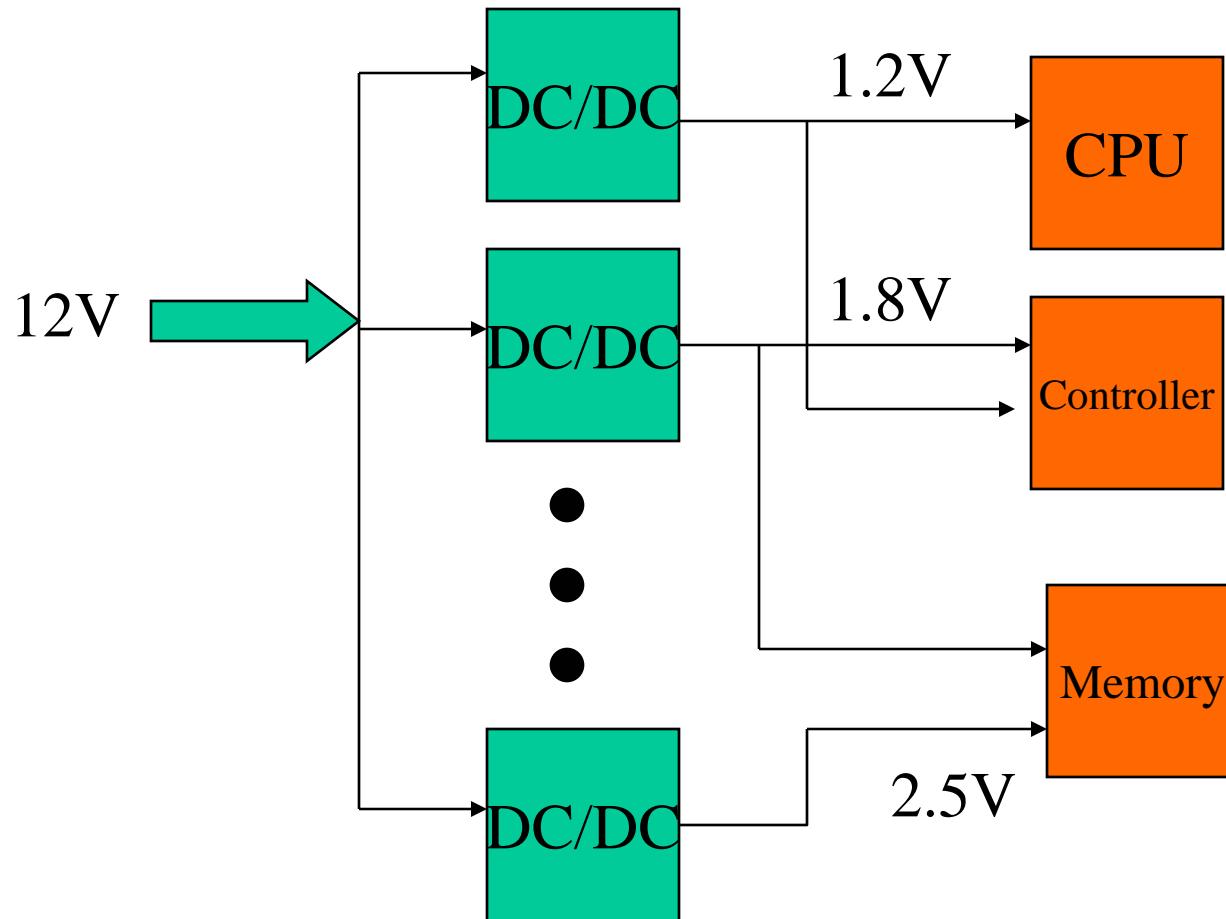 12V
DC/DC
1.2V
CPU
DC/DC
1.8V
Controller
Memory
DC/DC
2.5V